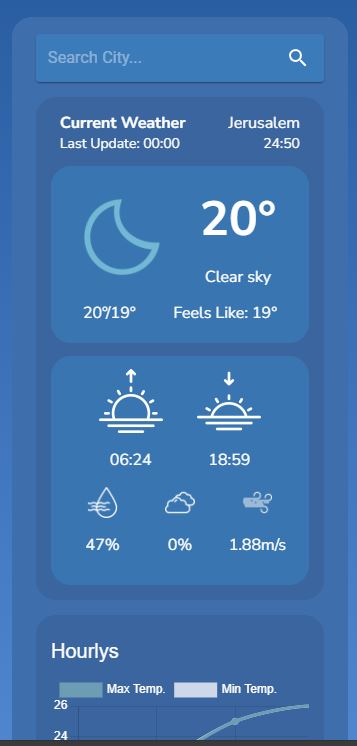 Search City...
Current Weather
Jerusalem
Last Update: 00:00
24:50
20°
Clear sky
20°/19°
Feels Like: 19°
06:24
18:59
47%
0%
1.88m/s
Hourlys
Max Temp.
Min Temp.
26
24